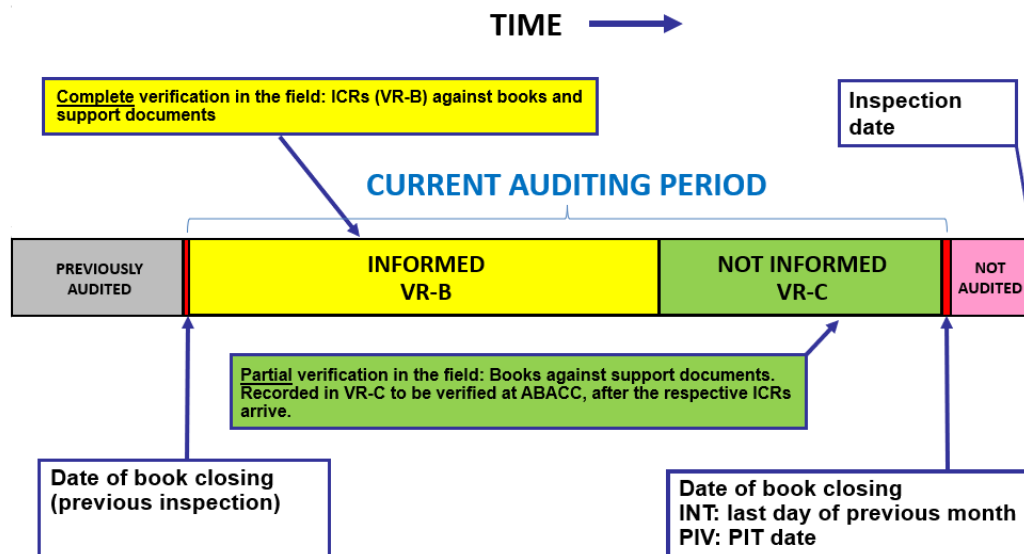 TIME
Complete verification in the field: ICRs (VR-B) against books and
support documents
Inspection
date
CURRENT AUDITING PERIOD
PREVIOUSLY
AUDITED
INFORMED
VR-B
NOT INFORMED
VR-C
NOT
AUDITED
Partial verification in the field: Books against support documents.
Recorded in VR-C to be verified at ABACC, after the respective ICRs
arrive.
Date of book closing
(previous inspection)
Date of book closing
INT: last day of previous month
PIV: PIT date